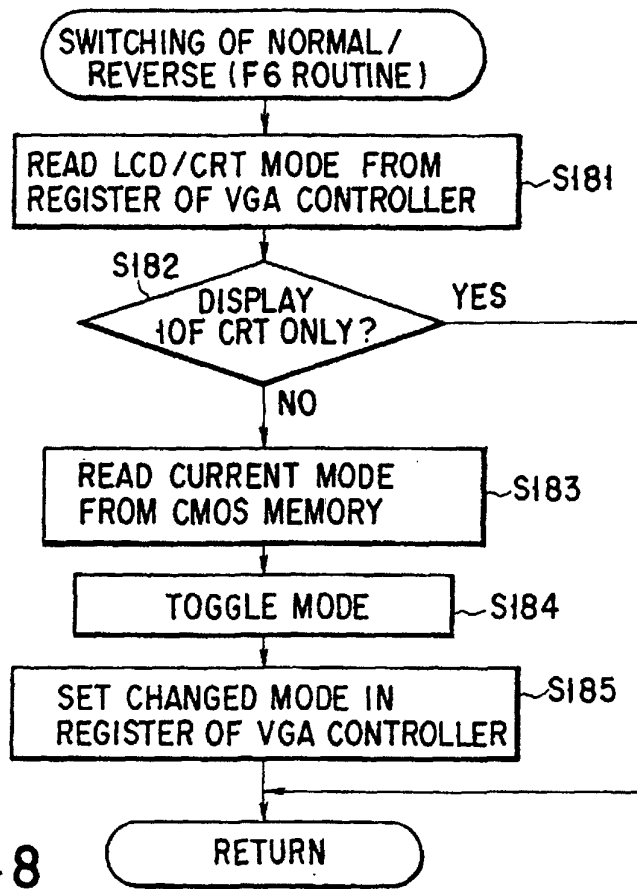 SWITCHING OF NORMAL/
REVERSE (F6 ROUTINE)
READ LCD/CRT MODE FROM
REGISTER OF VGA CONTROLLER
S181
S182
DISPLAY
1OF CRT ONLY?
YES
NO
READ CURRENT MODE
FROM CMOS MEMORY
S183
TOGGLE MODE
S184
SET CHANGED MODE IN
REGISTER OF VGA CONTROLLER
S185
RETURN
8